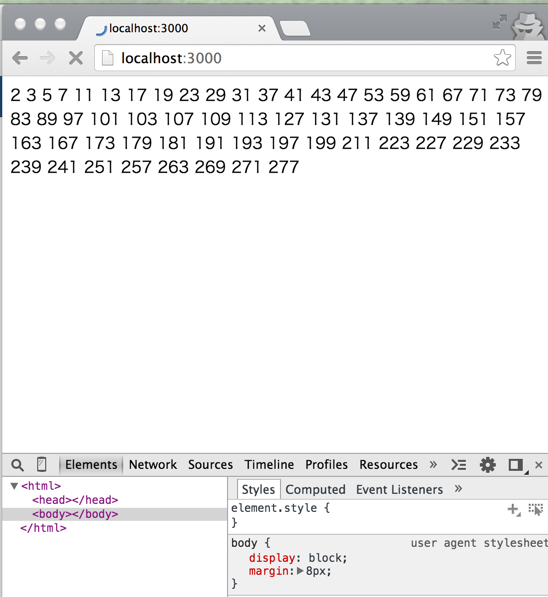 localhost:3000
localhost:3000
2 3 5 7 11 13 17 19 23 29 31 37 41 43 47 53 59 61 67 71 73 79
83 89 97 101 103 107 109 113 127 131 137 139 149 151 157
163 167 173 179 181 191 193 197 199 211 223 227 229 233
239 241 251 257 263 269 271 277
Elements Network Sources Timeline Profiles Resources »
<html>
<head></head>
<body></body>
</html>
Styles Computed Event Listeners »
element.style {
}
body { user agent stylesheet
display: block;
margin: 8px;
}